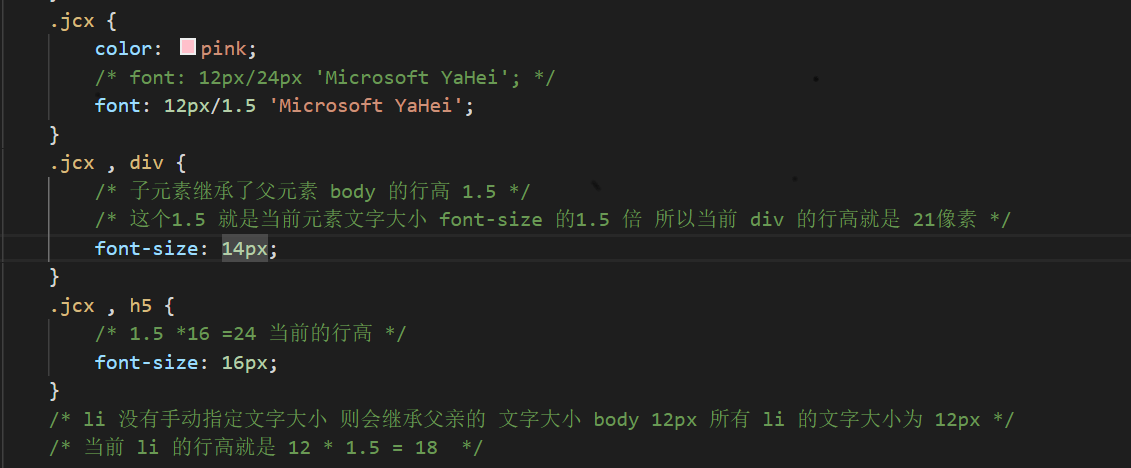 .jcx {
color: pink;
/* font: 12px/24px 'Microsoft YaHei'; */
font: 12px/1.5 'Microsoft YaHei';
}
.jcx , div {
/* 子元素继承了父元素 body 的行高 1.5 */
/* 这个1.5 就是当前元素文字大小 font-size 的1.5 倍 所以当前 div 的行高就是 21像素 */
font-size: 14px;
}
.jcx , h5 {
/* 1.5 *16 =24 当前的行高 */
font-size: 16px;
}
/* li 没有手动指定文字大小 则会继承父亲的 文字大小 body 12px 所有 li 的文字大小为 12px */
/* 当前 li 的行高就是 12 * 1.5 = 18  */